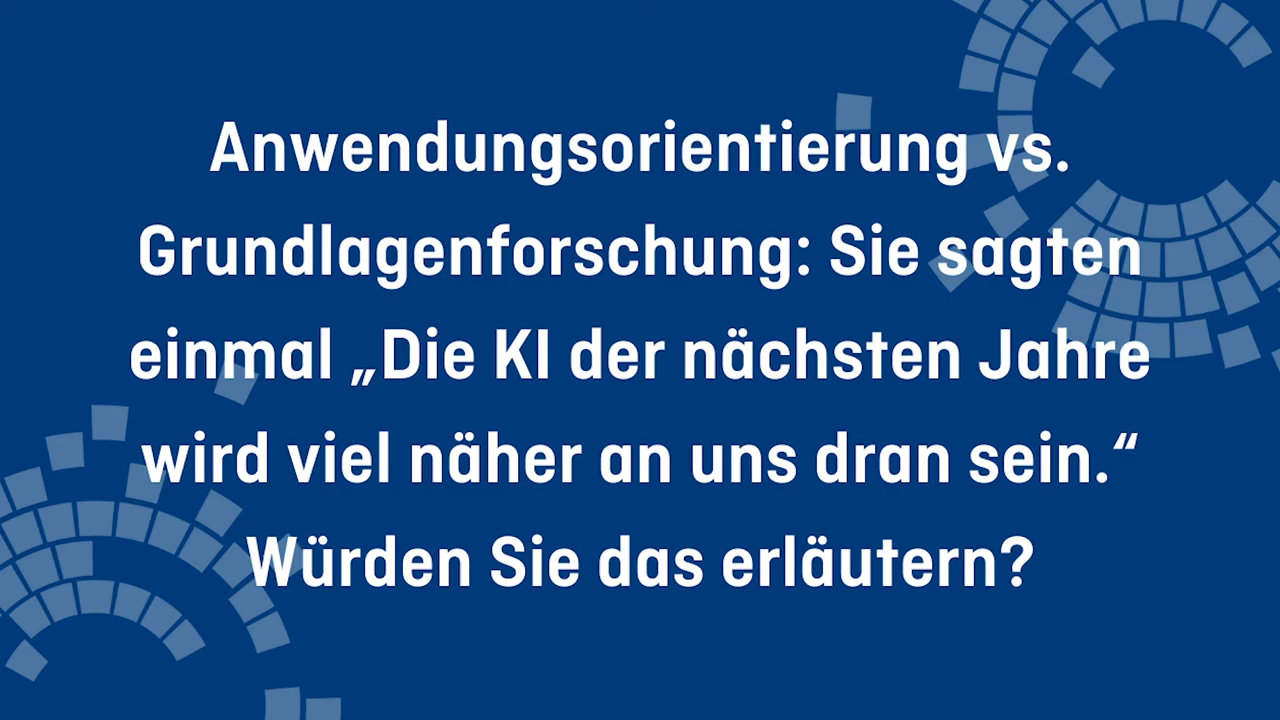 Anwendungsorientierung vs.
Grundlagenforschung: Sie sagten
einmal „Die KI der nächsten Jahre
wird viel näher an uns dran sein.“
Würden Sie das erläutern?